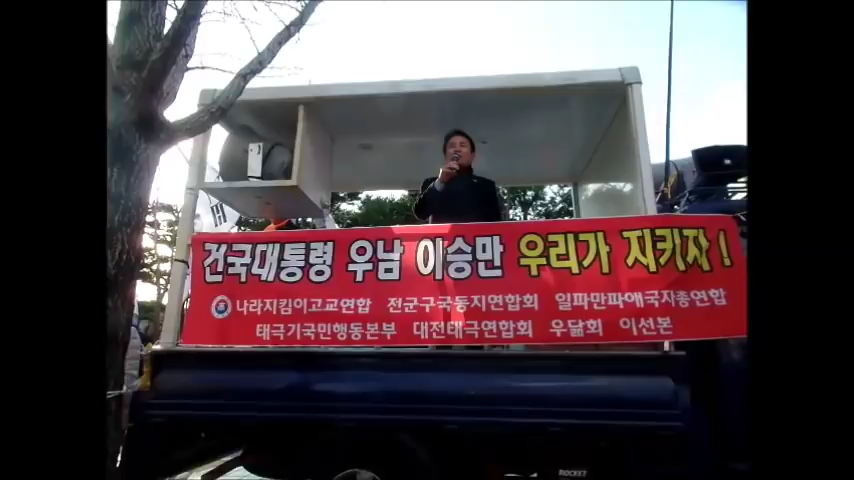 건국대통령 우남 이승만 우리가 지키자!
나라지킴이고교연합 전군구국동지연합회 일파만파애국자총연합
태극기국민행동본부 대전태극연합회 우닮회 이선본
ROCKET